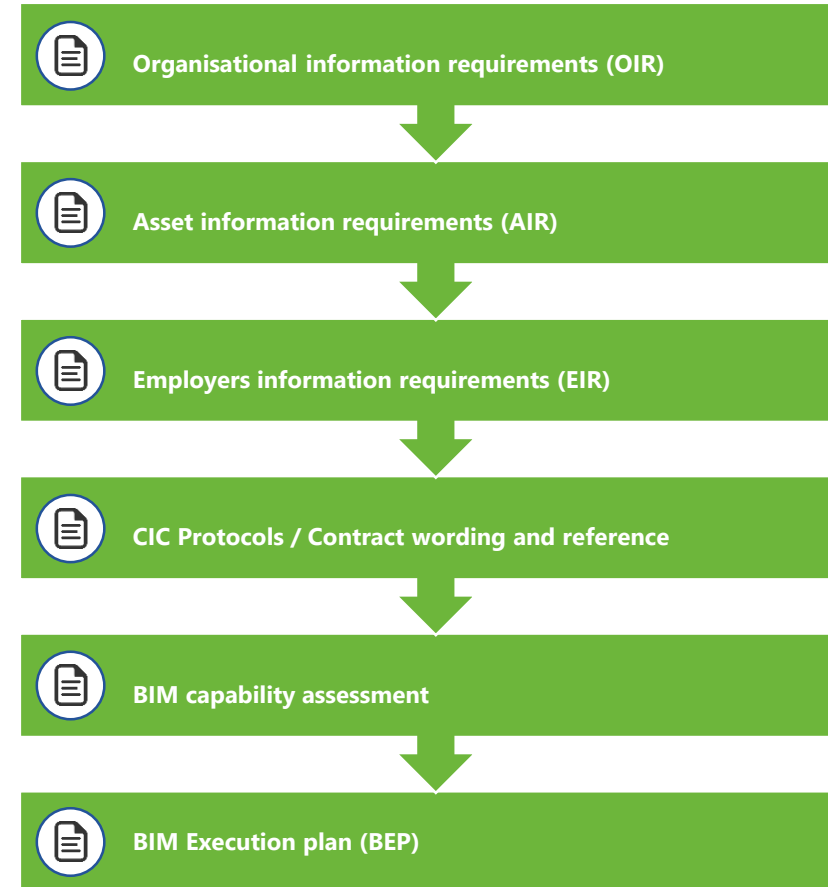 Organisational information requirements (OIR)
Asset information requirements (AIR)
Employers information requirements (EIR)
CIC Protocols / Contract wording and reference
BIM capability assessment
BIM Execution plan (BEP)